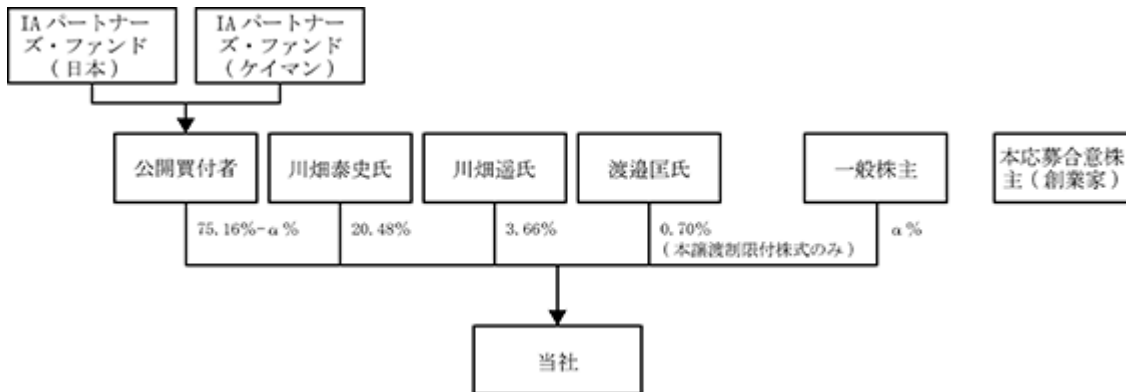 IA パートナー
ズ・ファンド
（日本）
IA パートナー
ズ・ファンド
（ケイマン）
公開買付者
川畑泰史氏
川畑遥氏
渡邉匡氏
一般株主
本応募合意株
主（創業家）
75.16%-α%
20.48%
3.66%
0.70%
（本譲渡制限付株式のみ）
α%
当社